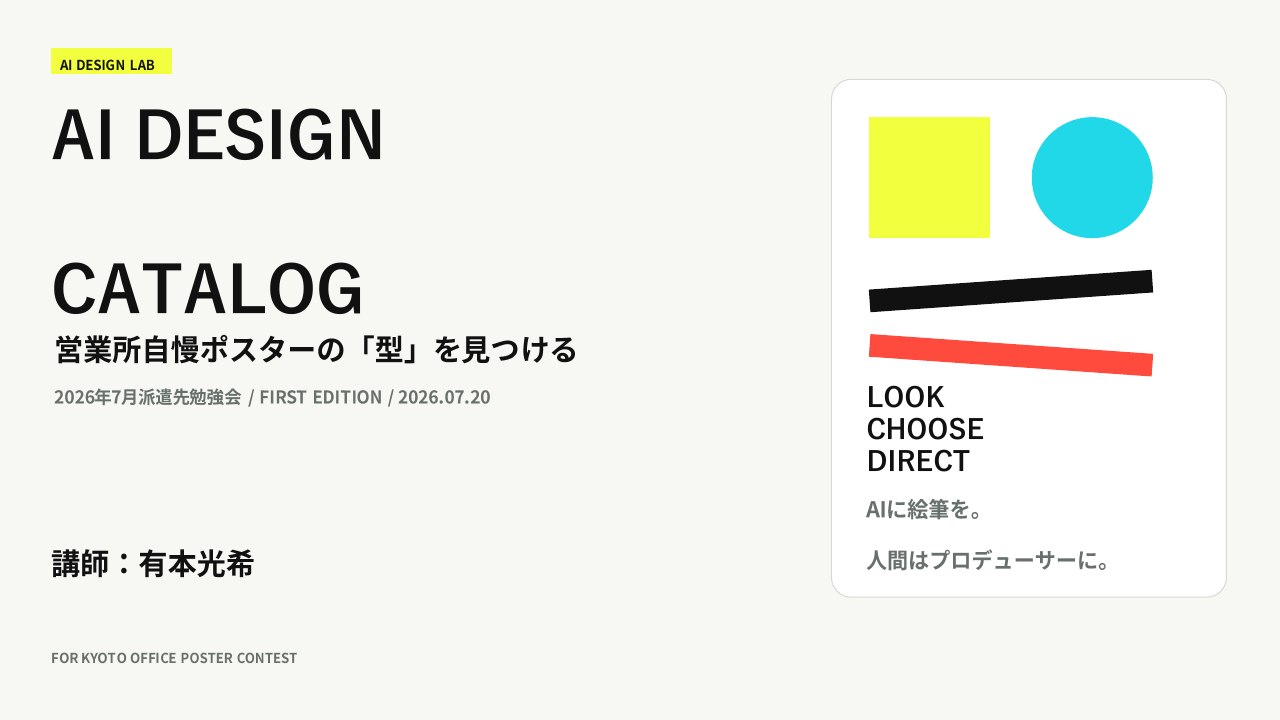 AI DESIGN LAB
AI DESIGN
CATALOG
営業所自慢ポスターの「型」を見つける
2026年7月派遣先勉強会 / FIRST EDITION / 2026.07.20
講師：有本光希
FOR KYOTO OFFICE POSTER CONTEST
LOOK
CHOOSE
DIRECT
AIに絵筆を。
人間はプロデューサーに。